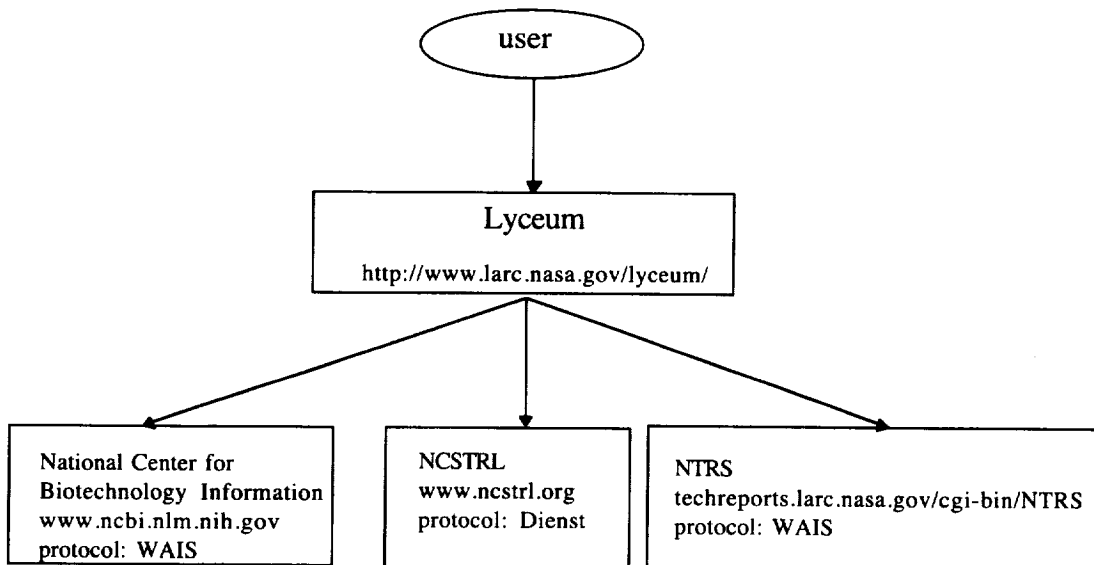 user
Lyceum
http://www.larc.nasa.gov/lyceum/
National Center for
Biotechnology Information
www.ncbi.nlm.nih.gov
protocol: WAIS
NCSTRL
www.ncstrl.org
protocol: Dienst
NTRS
techreports.larc.nasa.gov/cgi-bin/NTRS
protocol: WAIS